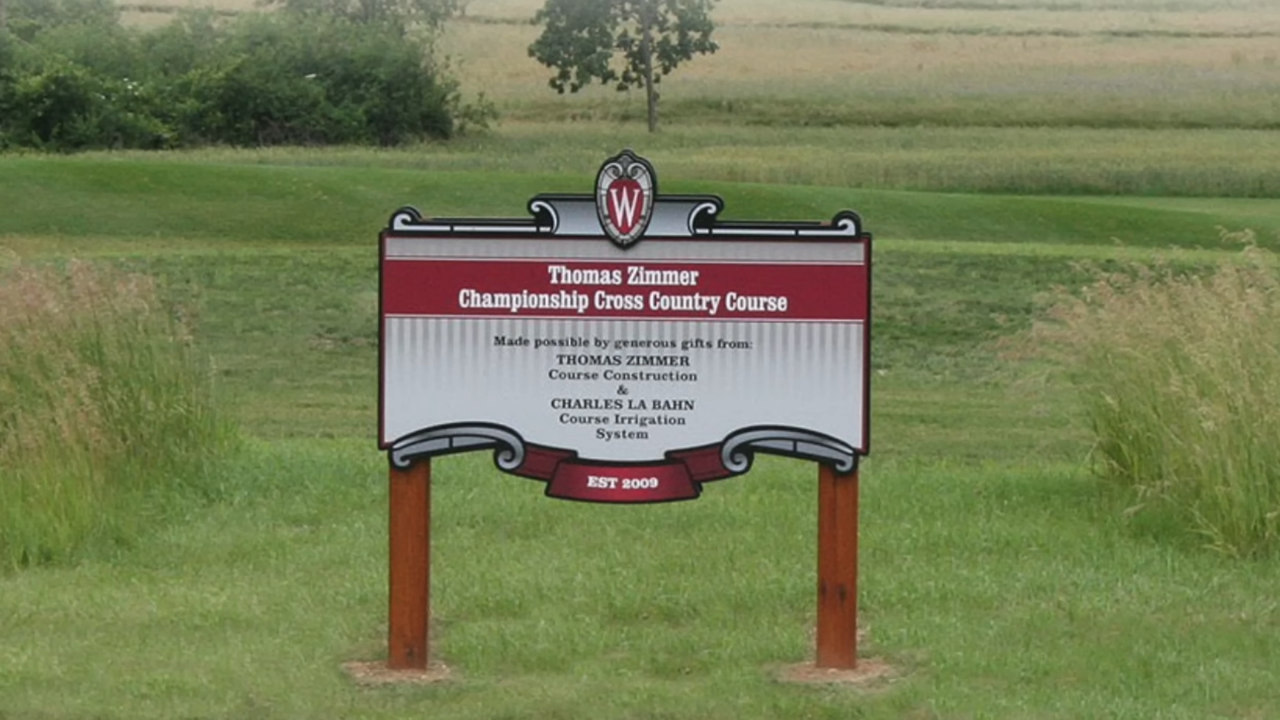 W
Thomas Zimmer
Championship Cross Country Course
Made possible by generous gifts from:
THOMAS ZIMMER
Course Construction
&
CHARLES LA BAHN
Course Irrigation
System
EST 2009